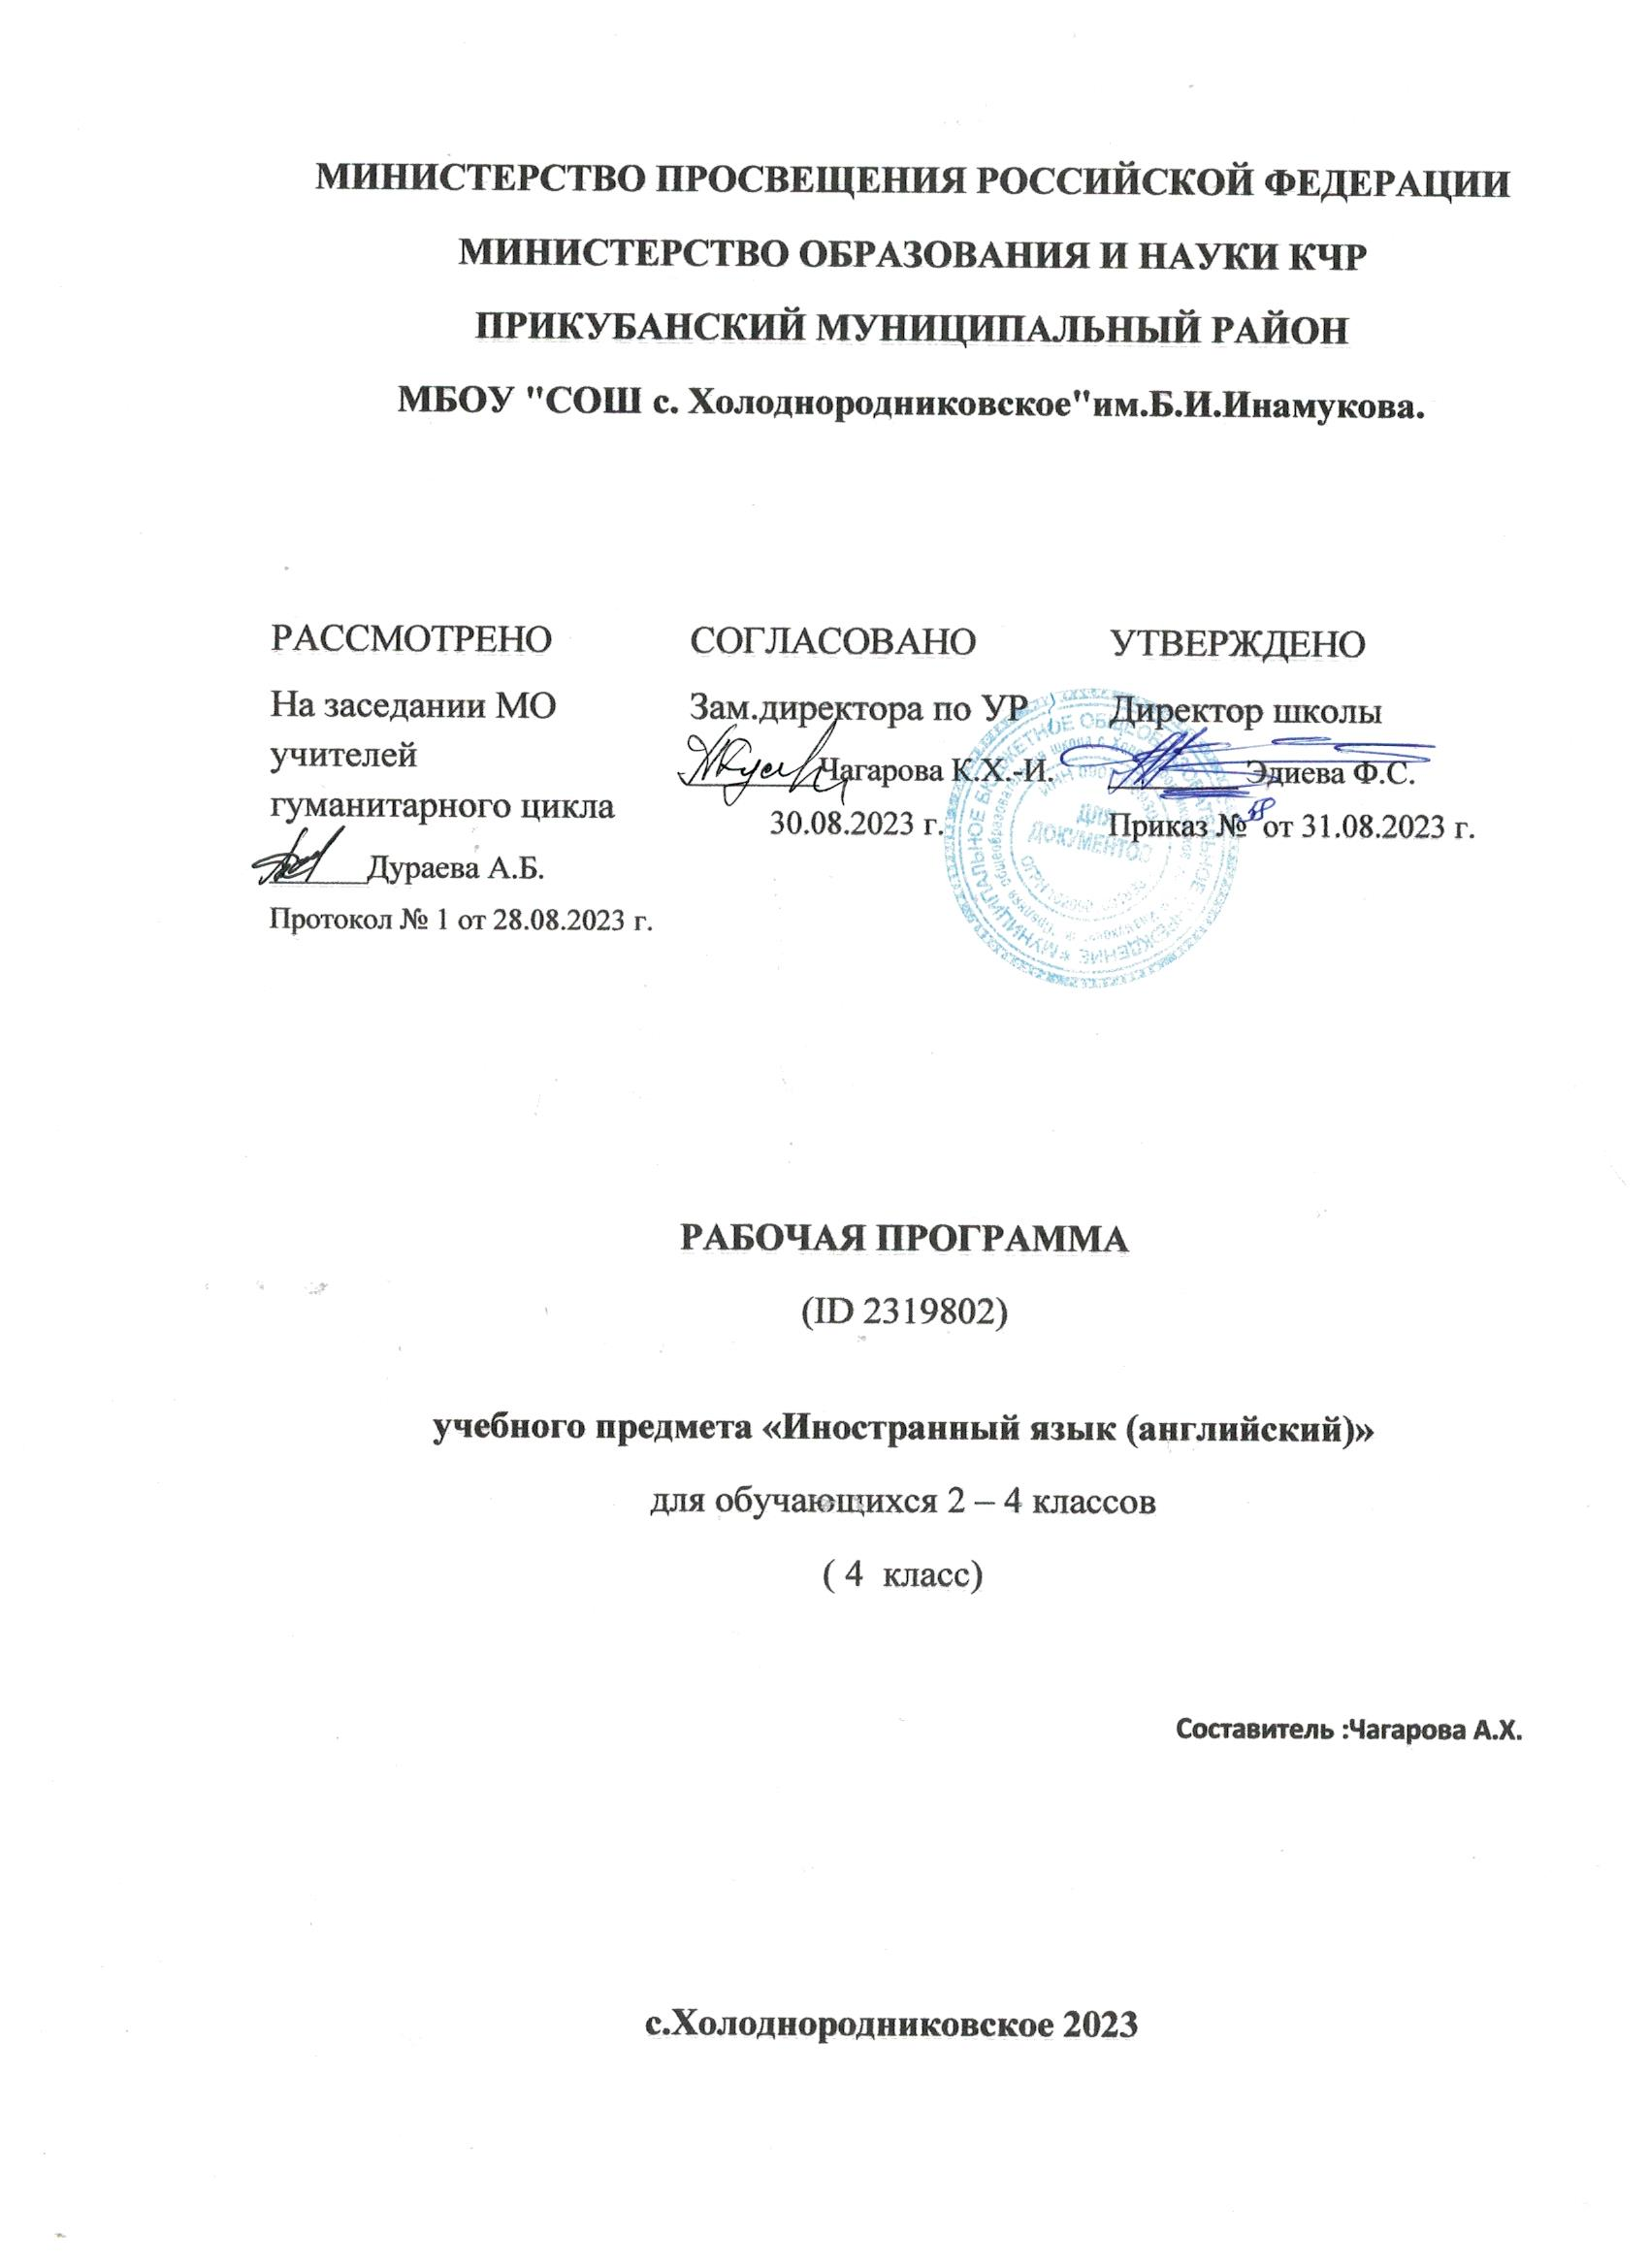 МИНИСТЕРСТВО ПРОСВЕЩЕНИЯ РОССИЙСКОЙ ФЕДЕРАЦИИ
МИНИСТЕРСТВО ОБРАЗОВАНИЯ И НАУКИ КЧР
ПРИКУБАНСКИЙ МУНИЦИПАЛЬНЫЙ РАЙОН
МБОУ "СОШ с. Холоднородниковское"им.Б.И.Инамукова.
РАССМОТРЕНО
На заседании МО
учителей
гуманитарного цикла
Дураева А.Б.
Протокол № 1 от 28.08.2023 г.
СОГЛАСОВАНО
Зам.директора по УР
Чагарова К.Х.-И.
30.08.2023 г.
УТВЕРЖДЕНО
Директор школы
Эдиева Ф.С.
Приказ № от 31.08.2023 г.
ДЛЯ
ДОКУМЕНТОВ
РАБОЧАЯ ПРОГРАММА
(ID 2319802)
учебного предмета «Иностранный язык (английский)»
для обучающихся 2 – 4 классов
( 4 класс)
Составитель :Чагарова А.Х.
с.Холоднородниковское 2023